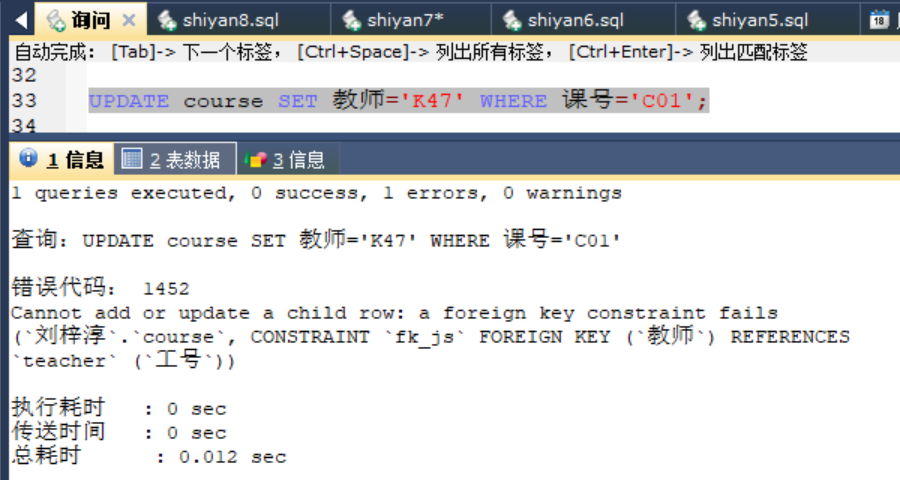 询问 shiyan8.sql shiyan7* shiyan6.sql shiyan5.sql
自动完成: [Tab]-> 下一个标签, [Ctrl+Space]-> 列出所有标签, [Ctrl+Enter]-> 列出匹配标签
32
33 UPDATE course SET 教师='K47' WHERE 课号='C01';
34
1 信息 2 表数据 3 信息
1 queries executed, 0 success, 1 errors, 0 warnings
查询: UPDATE course SET 教师='K47' WHERE 课号='C01'
错误代码: 1452
Cannot add or update a child row: a foreign key constraint fails
(`刘梓淳`.`course`, CONSTRAINT `fk_js` FOREIGN KEY (`教师`) REFERENCES
`teacher` (`工号`))
执行耗时 : 0 sec
传送时间 : 0 sec
总耗时 : 0.012 sec